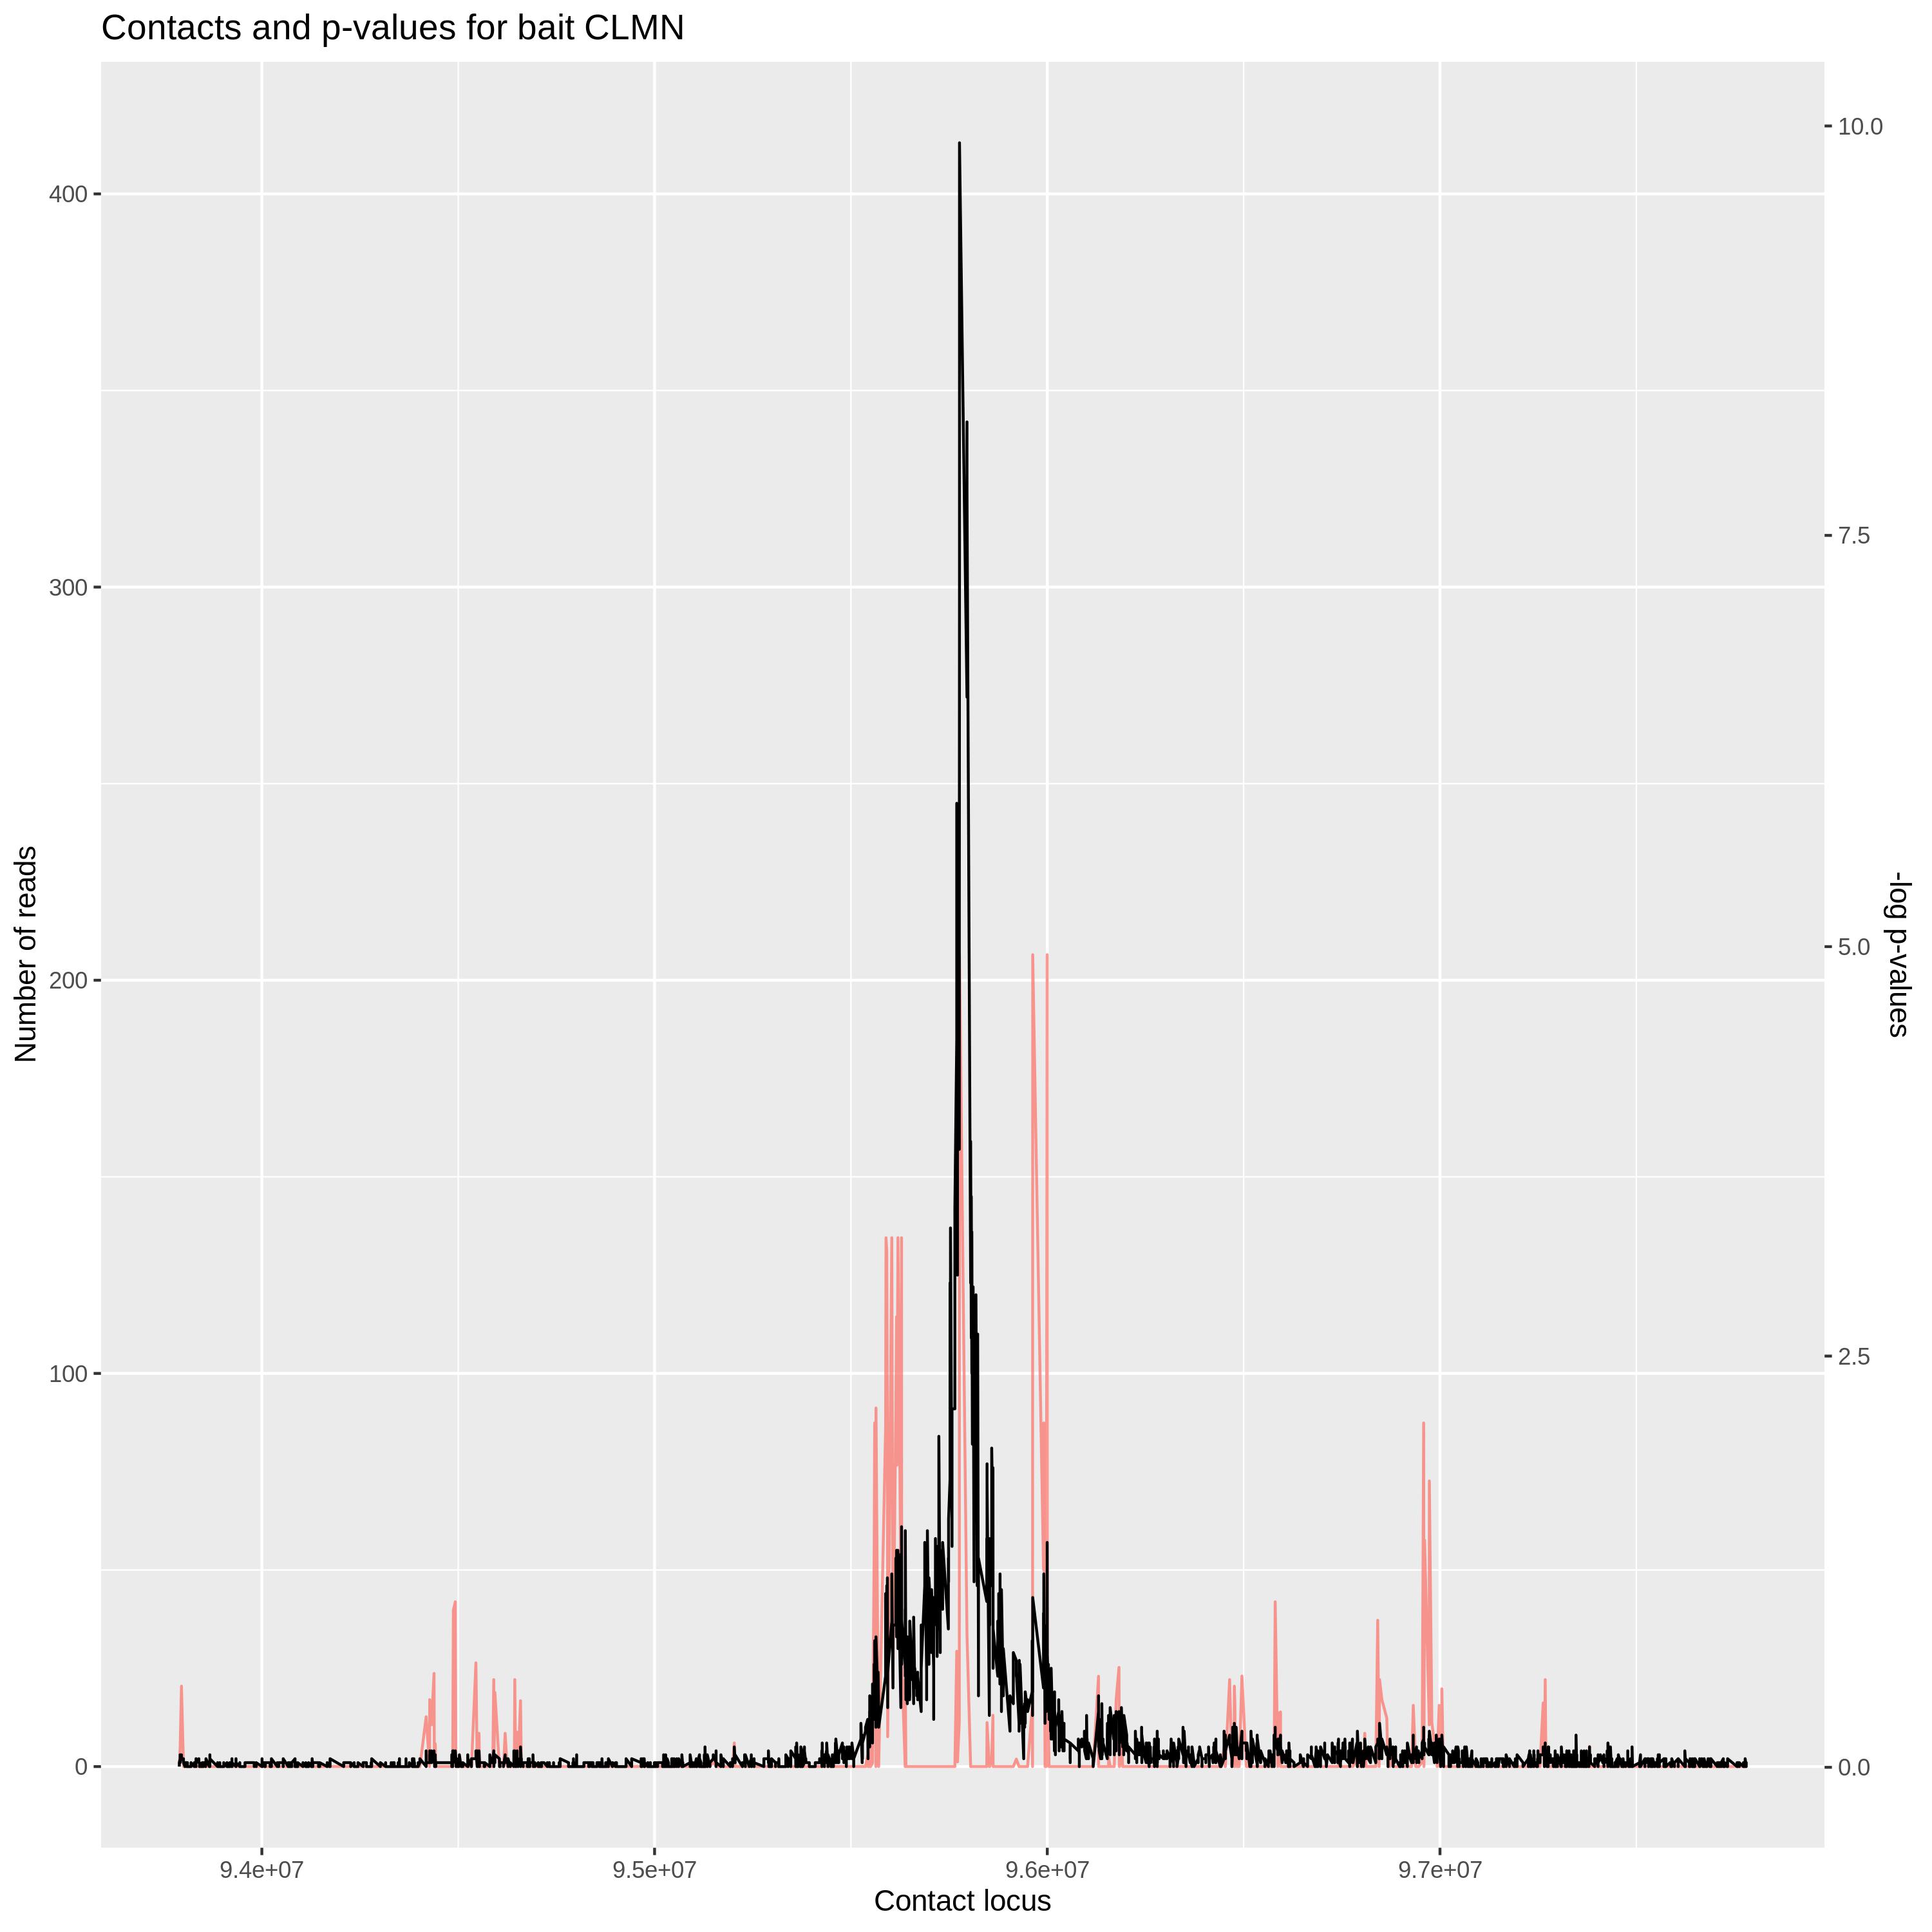 Contacts and p-values for bait CLMN
Number of reads
400
300
200
100
0
10.0
7.5
5.0
2.5
0.0
-log p-values
9.4e+07
9.5e+07
9.6e+07
9.7e+07
Contact locus